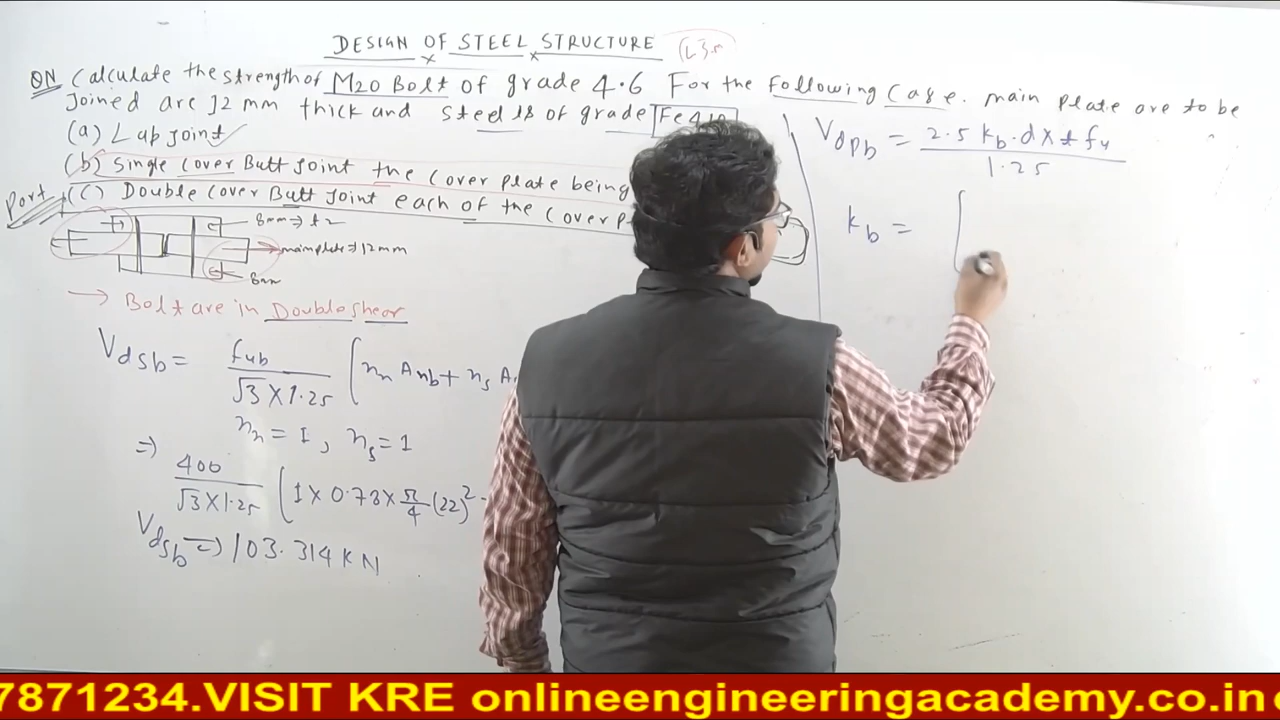 DESIGN OF STEEL STRUCTURE
QN Calculate the strength of M20 Bolt of grade 4.6 For the Following Case. main plate are to be
Joined are 12 mm thick and steel is of grade Fe410
(a) Lap Joint
(b) Single Cover Butt Joint the Cover plate being
Part (C) Double Cover Butt Joint each of the Cover P
8mm → t2
main plate → 12mm
8mm
→ Bolt are in Double shear
Vdsb = fub / √3 × 1.25 [ nn Anb + ns A
nn = 1, ns = 1
⇒ 400 / √3 × 1.25 ( 1 × 0.78 × π/4 (22)²
Vdsb ⇒ 103.314 KN
Vdpb = 2.5 kb . d × t fu / 1.25
kb =
7871234.VISIT KRE onlineengineeringacademy.co.in